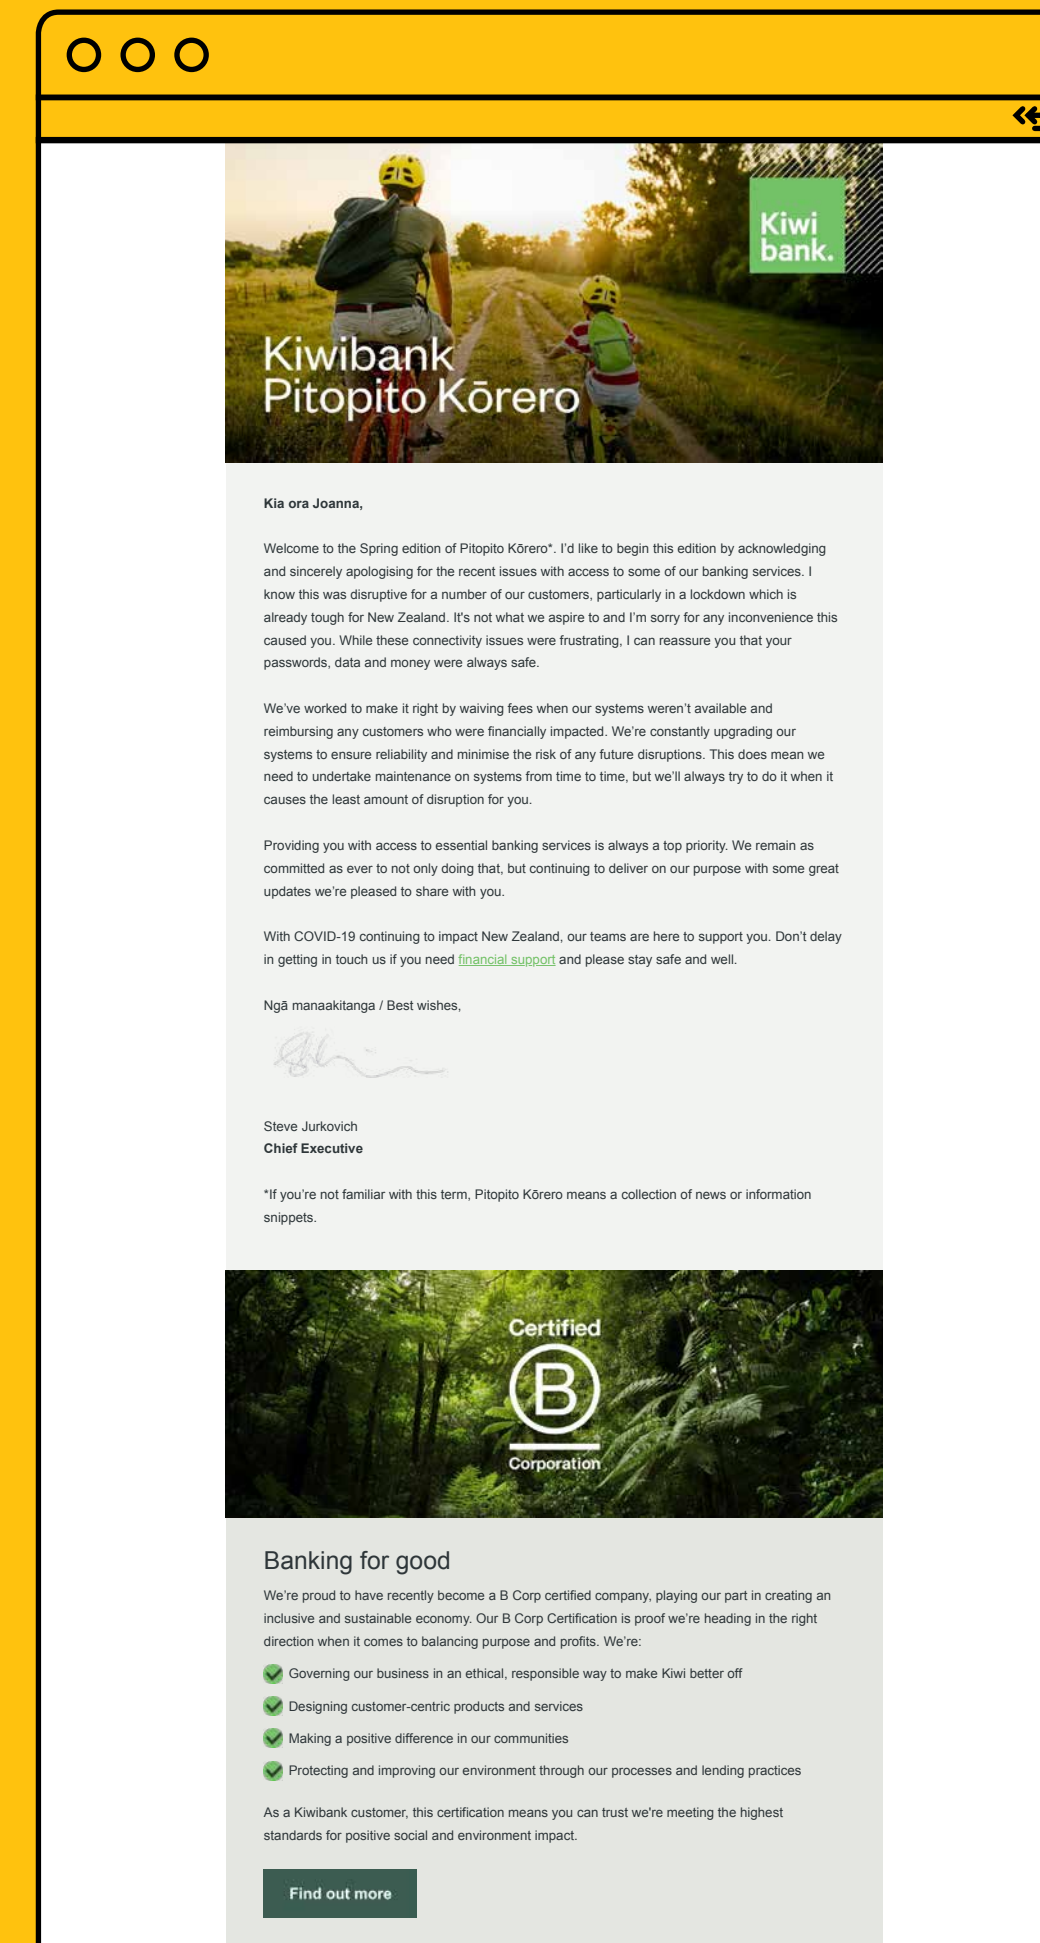 Kiwi
bank.
Kiwibank
Pitopito Kōrero
Kia ora Joanna,
Welcome to the Spring edition of Pitopito Kōrero*. I’d like to begin this edition by acknowledging
and sincerely apologising for the recent issues with access to some of our banking services. I
know this was disruptive for a number of our customers, particularly in a lockdown which is
already tough for New Zealand. It's not what we aspire to and I’m sorry for any inconvenience this
caused you. While these connectivity issues were frustrating, I can reassure you that your
passwords, data and money were always safe.
We’ve worked to make it right by waiving fees when our systems weren’t available and
reimbursing any customers who were financially impacted. We’re constantly upgrading our
systems to ensure reliability and minimise the risk of any future disruptions. This does mean we
need to undertake maintenance on systems from time to time, but we’ll always try to do it when it
causes the least amount of disruption for you.
Providing you with access to essential banking services is always a top priority. We remain as
committed as ever to not only doing that, but continuing to deliver on our purpose with some great
updates we’re pleased to share with you.
With COVID-19 continuing to impact New Zealand, our teams are here to support you. Don’t delay
in getting in touch us if you need financial support and please stay safe and well.
Ngā manaakitanga / Best wishes,
Steve Jurkovich
Chief Executive
*If you’re not familiar with this term, Pitopito Kōrero means a collection of news or information
snippets.
Certified
B
Corporation
Banking for good
We’re proud to have recently become a B Corp certified company, playing our part in creating an
inclusive and sustainable economy. Our B Corp Certification is proof we’re heading in the right
direction when it comes to balancing purpose and profits. We’re:
Governing our business in an ethical, responsible way to make Kiwi better off
Designing customer-centric products and services
Making a positive difference in our communities
Protecting and improving our environment through our processes and lending practices
As a Kiwibank customer, this certification means you can trust we're meeting the highest
standards for positive social and environment impact.
Find out more